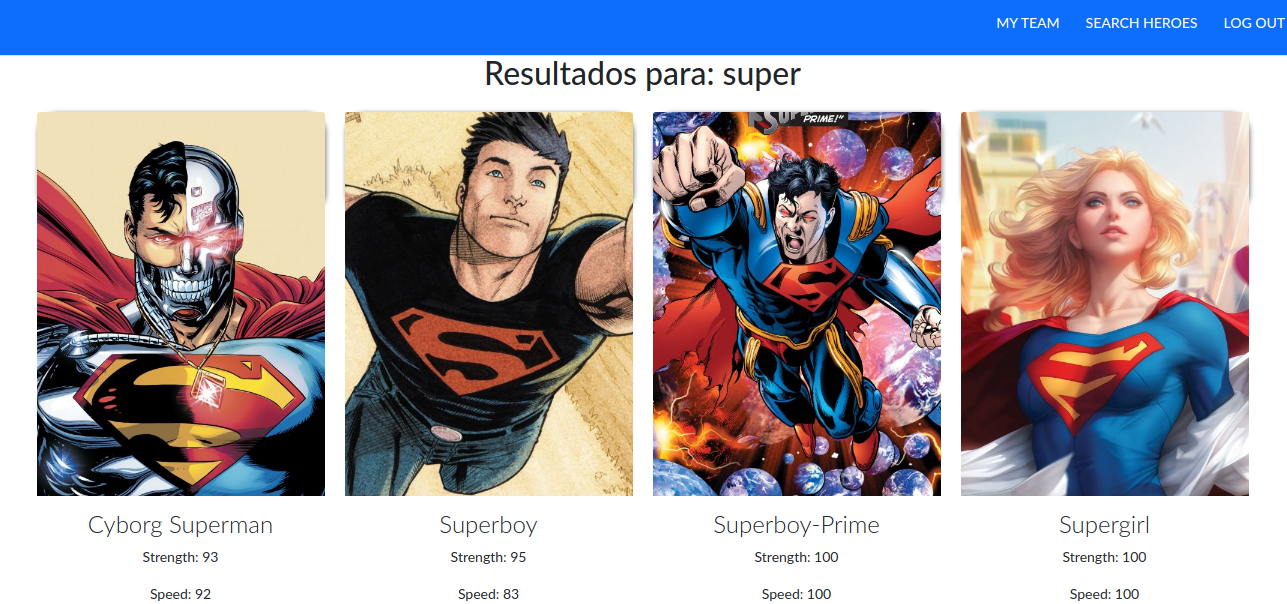 MY TEAM SEARCH HEROES LOG OUT
Resultados para: super
PRIME!"
Cyborg Superman Superboy Superboy-Prime Supergirl
Strength: 93 Strength: 95 Strength: 100 Strength: 100
Speed: 92 Speed: 83 Speed: 100 Speed: 100